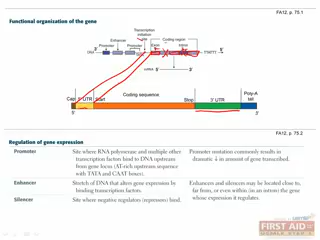 FA12, p. 75.1
Functional organization of the gene
Transcription
initiation
Coding region
Enhancer
Promoter
Promoter
Exon
Intron
DNA
3'
5'
mRNA
3'
Coding sequence
Poly-A
tail
Cap
5' UTR
Start
Stop
3' UTR
FA12, p. 75.2
Regulation of gene expression
Promoter
Site where RNA polymerase and multiple other
transcription factors bind to DNA upstream
from gene locus (AT-rich upstream sequence
with TATA and CAAT boxes).
Promoter mutation commonly results in
dramatic ↓ in amount of gene transcribed.
Enhancer
Stretch of DNA that alters gene expression by
binding transcription factors.
Enhancers and silencers may be located close to,
far from, or even within (in an intron) the gene
whose expression it regulates.
Silencer
Site where negative regulators (repressors) bind.
FIRST AID